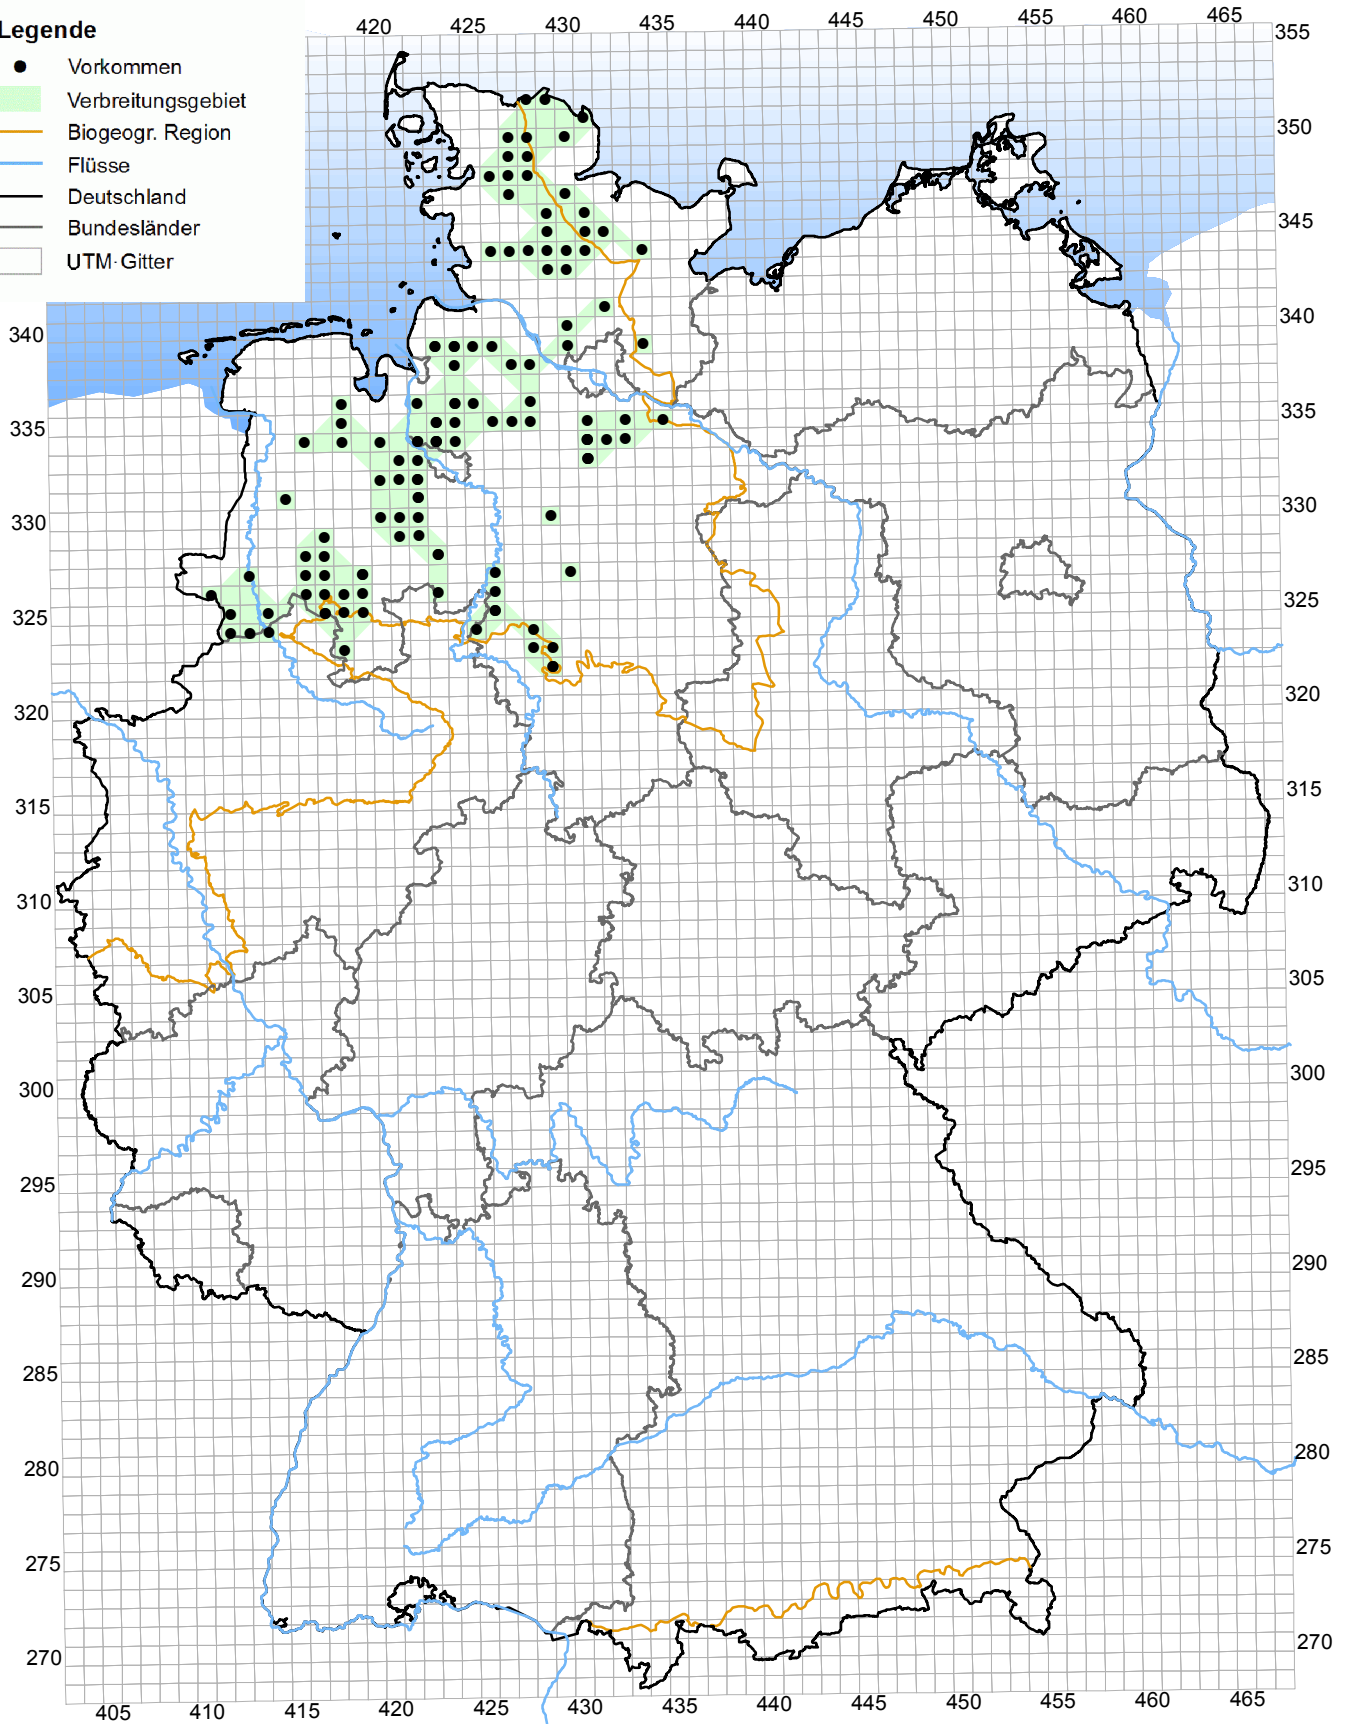 Legende
Vorkommen
Verbreitungsgebiet
Biogeogr. Region
Flüsse
Deutschland
Bundesländer
UTM-Gitter
420 425 430 435 440 445 450 455 460 465
355
350
345
340 340
335 335
330 330
325 325
320 320
315 315
310 310
305 305
300 300
295 295
290 290
285 285
280 280
275 275
270 270
405 410 415 420 425 430 435 440 445 450 455 460 465